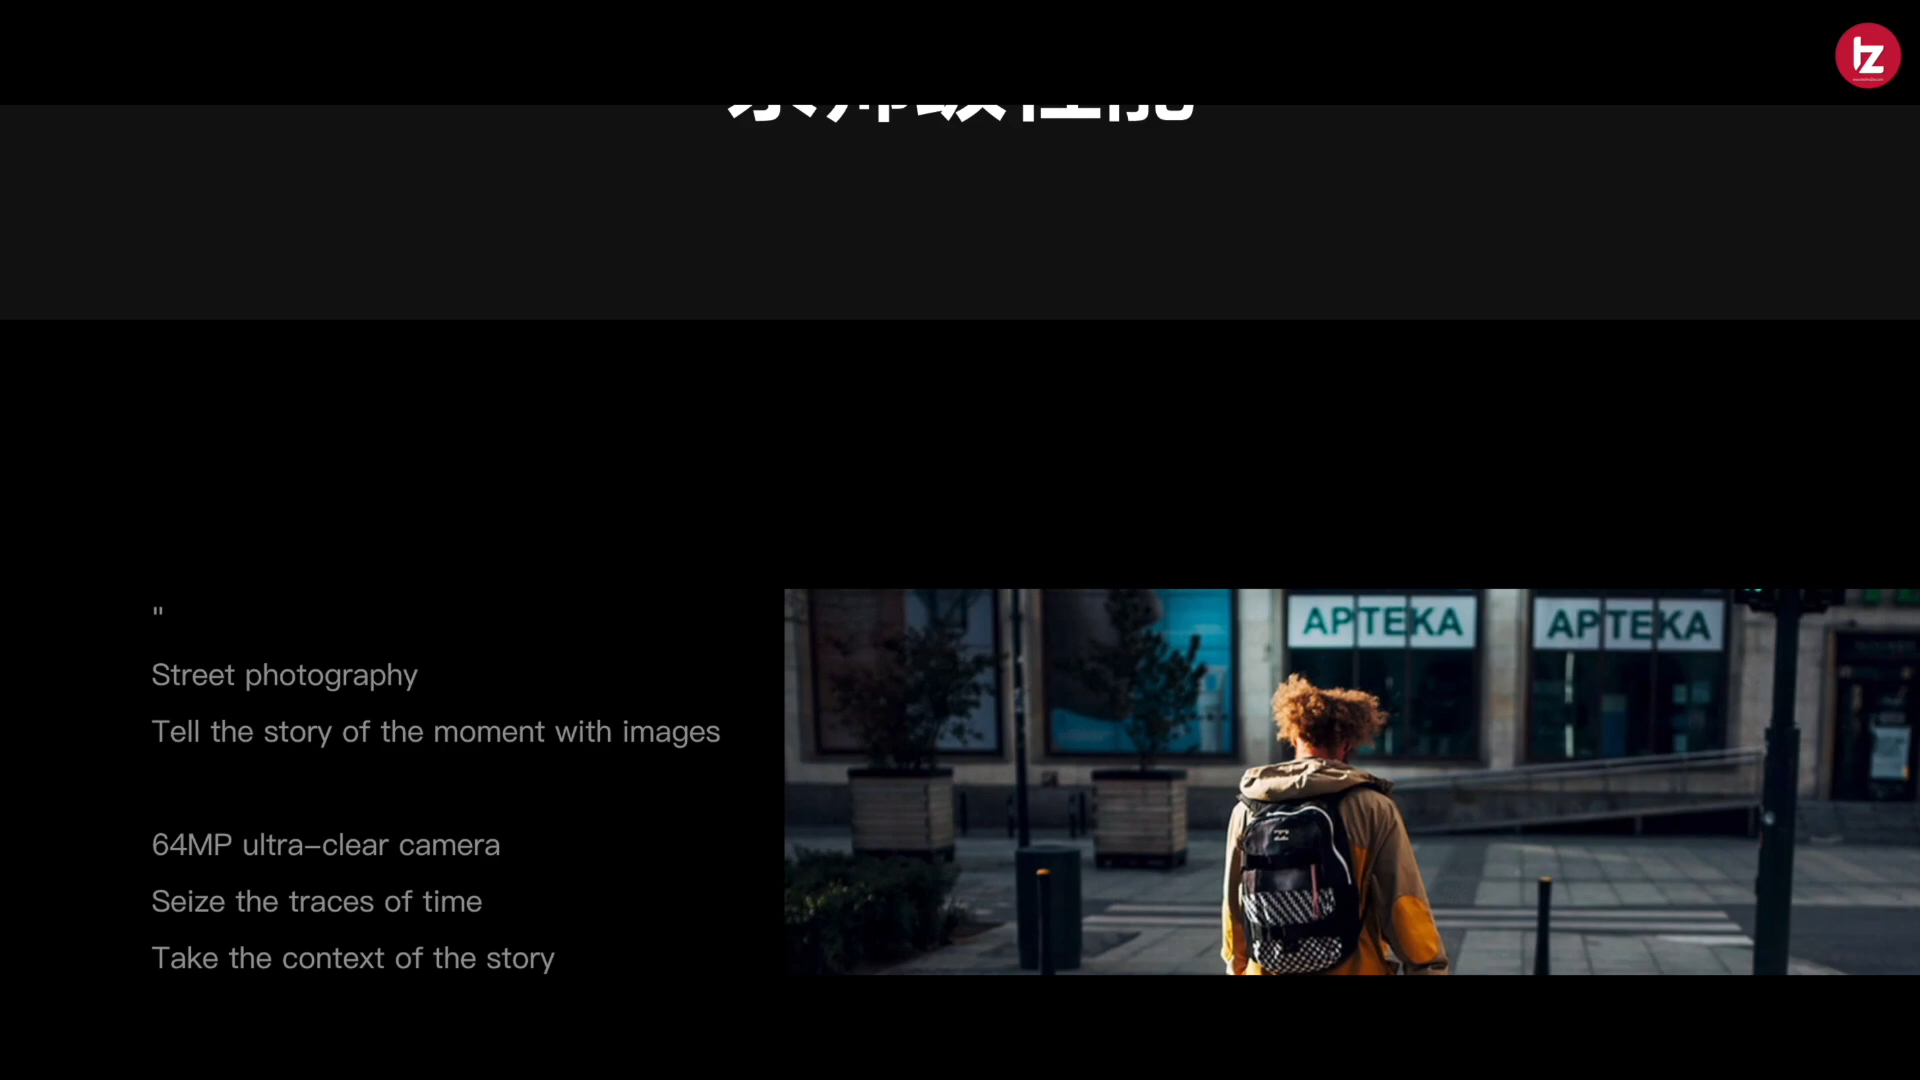 "
Street photography
Tell the story of the moment with images
64MP ultra–clear camera
Seize the traces of time
Take the context of the story
APTEKA APTEKA
tz